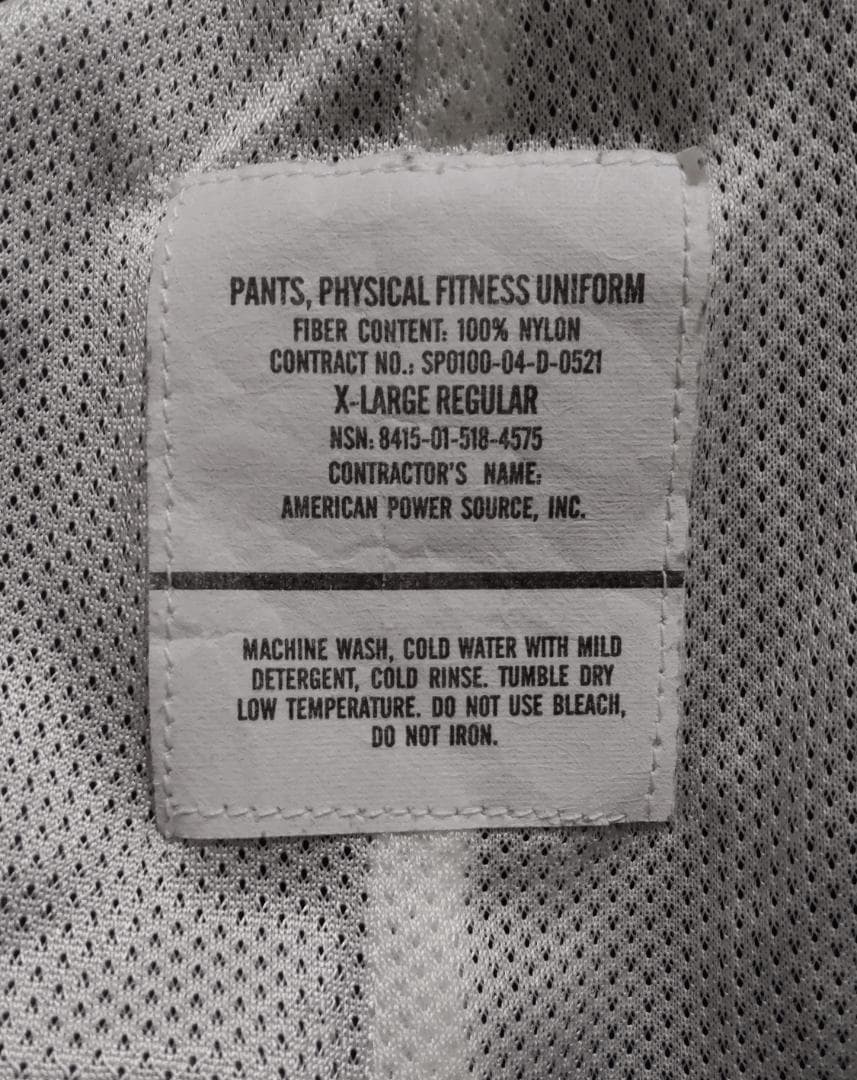 PANTS, PHYSICAL FITNESS UNIFORM
FIBER CONTENT: 100% NYLON
CONTRACT NO.: SP0100-04-D-0521
X-LARGE REGULAR
NSN: 8415-01-518-4575
CONTRACTOR'S NAME:
AMERICAN POWER SOURCE, INC.
MACHINE WASH, COLD WATER WITH MILD
DETERGENT, COLD RINSE. TUMBLE DRY
LOW TEMPERATURE. DO NOT USE BLEACH,
DO NOT IRON.